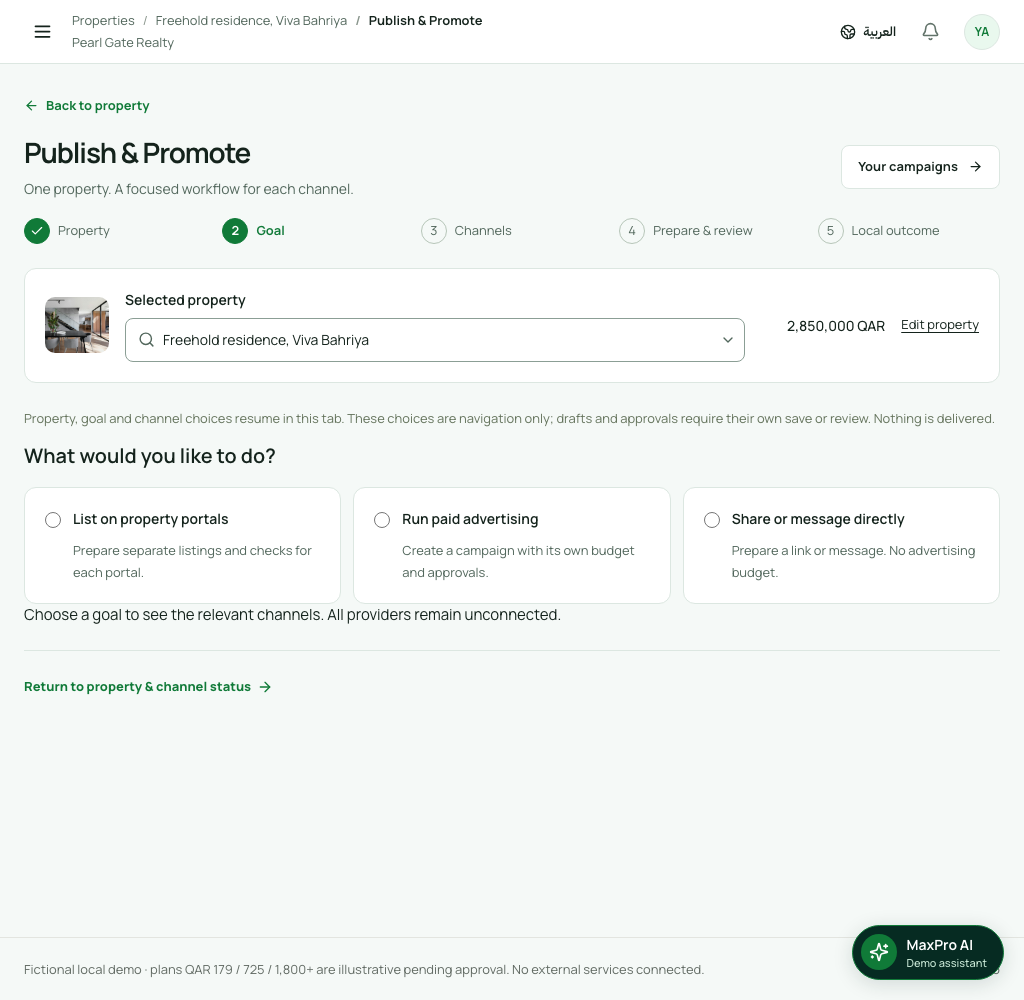 Properties / Freehold residence, Viva Bahriya / Publish & Promote
Pearl Gate Realty
العربية
YA
Back to property
Publish & Promote
One property. A focused workflow for each channel.
Your campaigns
Property
2 Goal
3 Channels
4 Prepare & review
5 Local outcome
Selected property
Freehold residence, Viva Bahriya
2,850,000 QAR
Edit property
Property, goal and channel choices resume in this tab. These choices are navigation only; drafts and approvals require their own save or review. Nothing is delivered.
What would you like to do?
List on property portals
Prepare separate listings and checks for
each portal.
Run paid advertising
Create a campaign with its own budget
and approvals.
Share or message directly
Prepare a link or message. No advertising
budget.
Choose a goal to see the relevant channels. All providers remain unconnected.
Return to property & channel status
Fictional local demo · plans QAR 179 / 725 / 1,800+ are illustrative pending approval. No external services connected.
MaxPro AI
Demo assistant